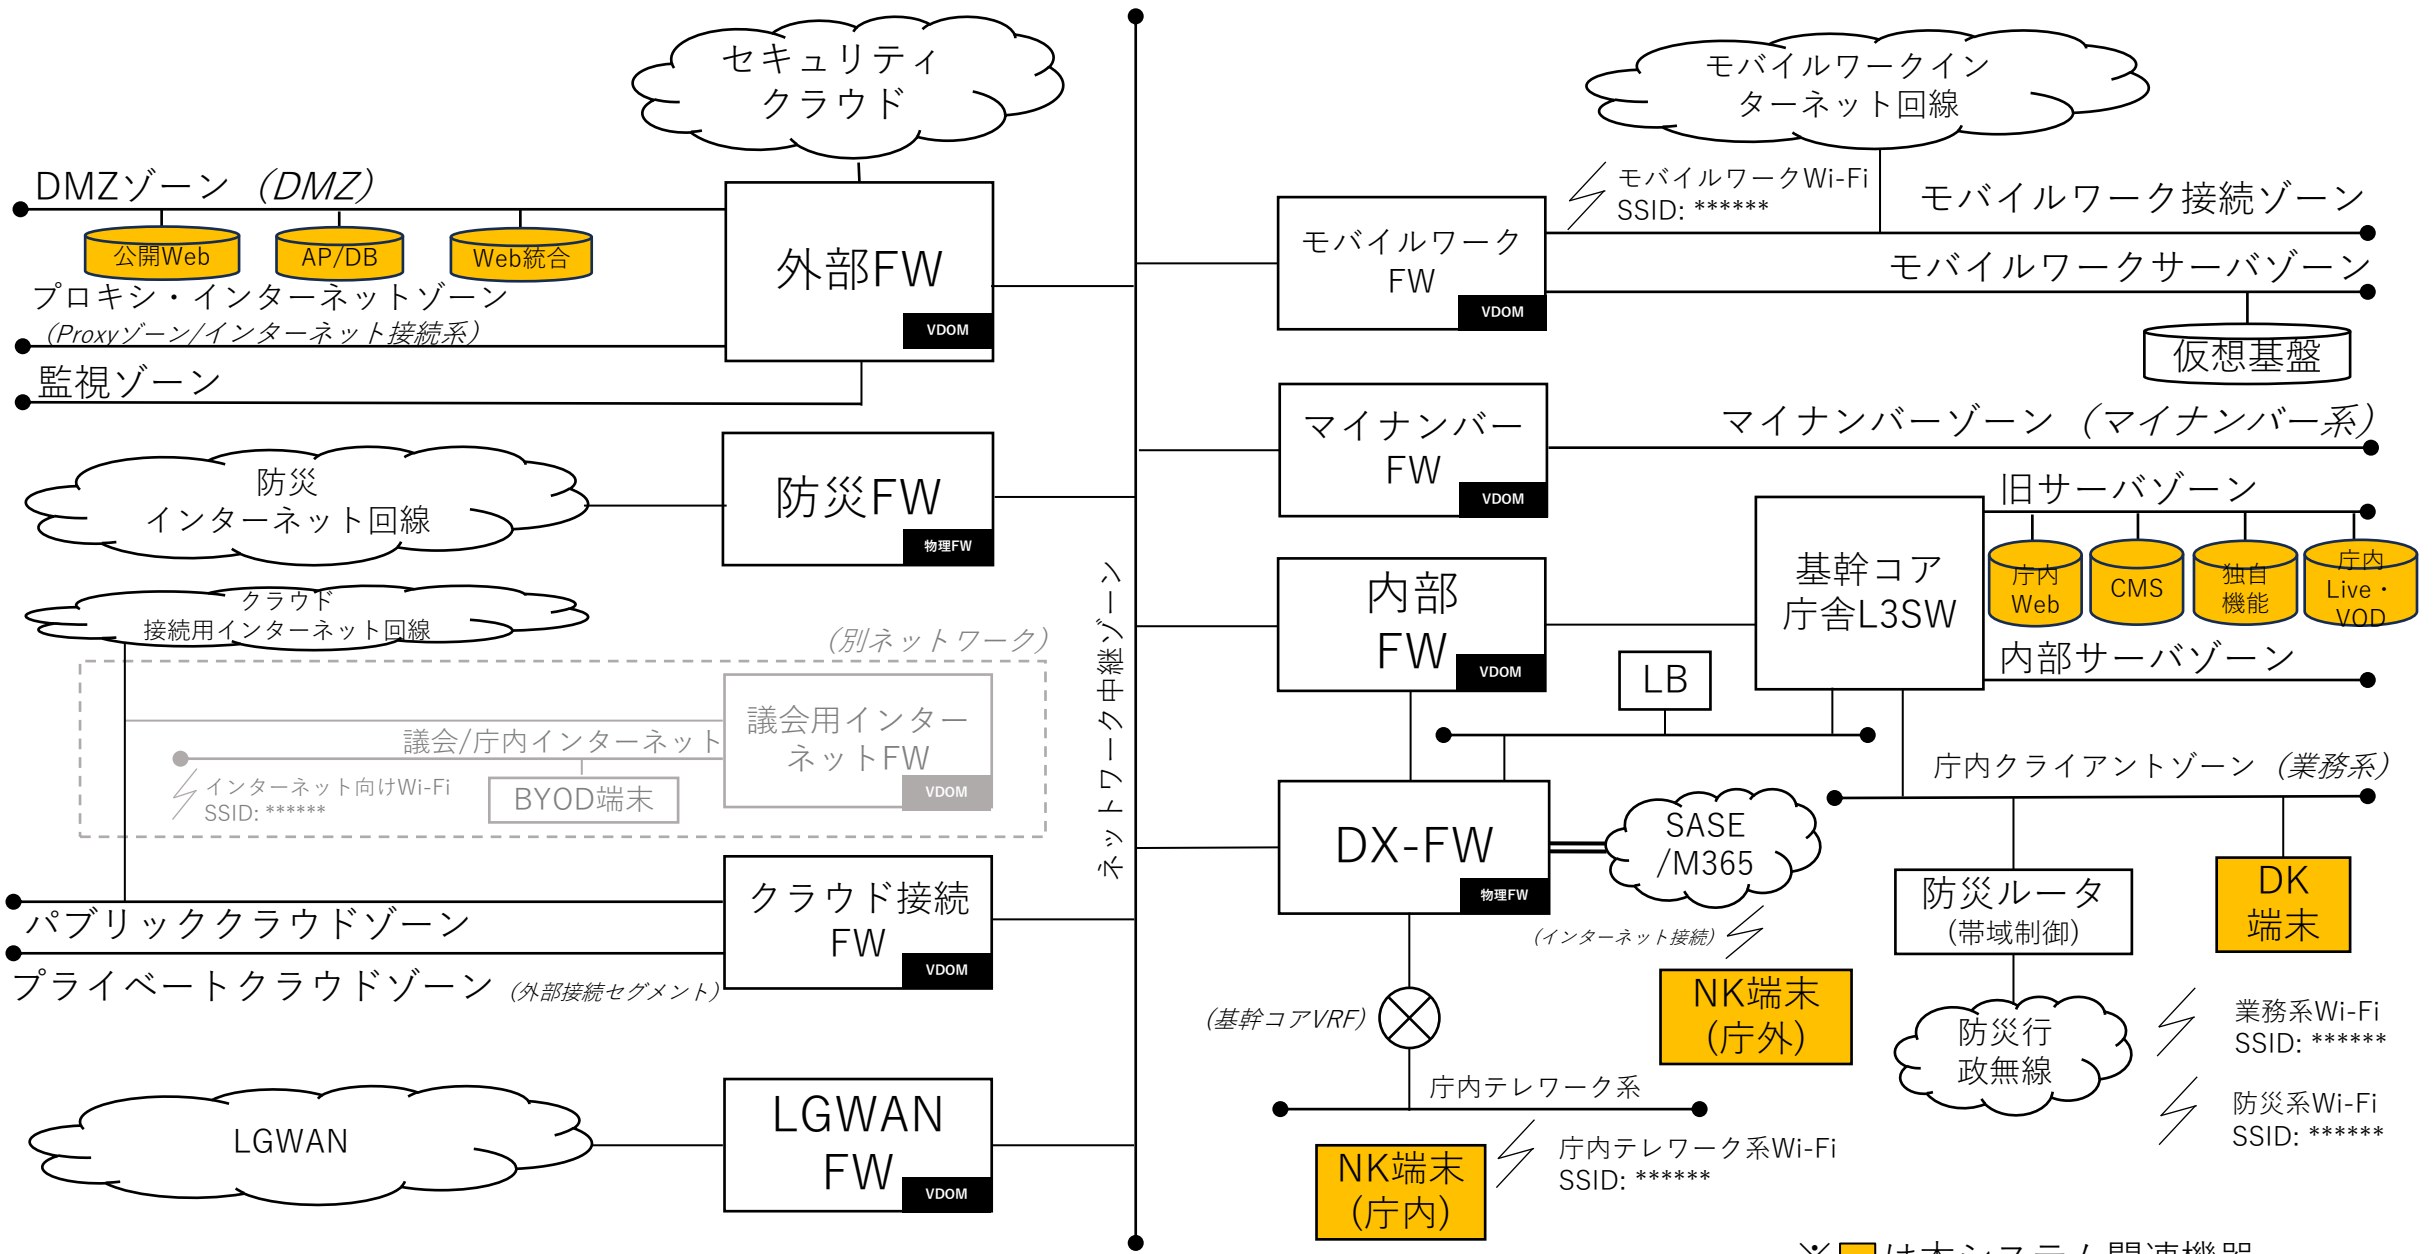 セキュリティ
クラウド
モバイルワークイン
ターネット回線
DMZゾーン (DMZ)
公開Web
AP/DB
Web統合
プロキシ・インターネットゾーン
(Proxyゾーン/インターネット接続系)
監視ゾーン
外部FW
VDOM
モバイルワークWi-Fi
SSID: ******
モバイルワーク接続ゾーン
モバイルワーク
FW
VDOM
モバイルワークサーバゾーン
仮想基盤
防災
インターネット回線
防災FW
物理FW
マイナンバー
FW
VDOM
マイナンバーゾーン (マイナンバー系)
旧サーバゾーン
庁内
Web
CMS
独自
機能
庁内
Live・
VOD
内部サーバゾーン
基幹コア
庁舎L3SW
内部
FW
VDOM
LB
ネットワーク中継ゾーン
クラウド
接続用インターネット回線
(別ネットワーク)
議会用インター
ネットFW
VDOM
議会/庁内インターネット
インターネット向けWi-Fi
SSID: ******
BYOD端末
庁内クライアントゾーン (業務系)
DX-FW
物理FW
SASE
/M365
(インターネット接続)
NK端末
(庁外)
防災ルータ
(帯域制御)
DK
端末
クラウド接続
FW
VDOM
パブリッククラウドゾーン
プライベートクラウドゾーン (外部接続セグメント)
(基幹コアVRF)
防災行
政無線
業務系Wi-Fi
SSID: ******
防災系Wi-Fi
SSID: ******
LGWAN
LGWAN
FW
VDOM
庁内テレワーク系
NK端末
(庁内)
庁内テレワーク系Wi-Fi
SSID: ******
※ は本システム関連機器